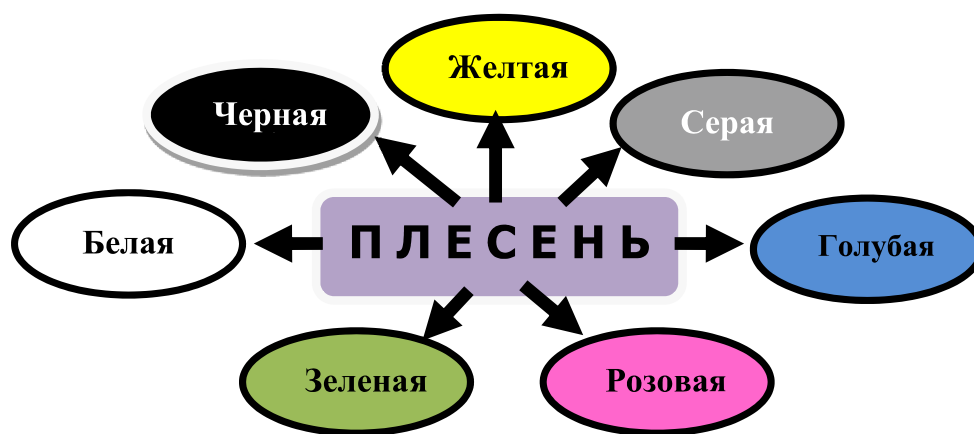 Желтая
Черная
Серая
Белая
ПЛЕСЕНЬ
Голубая
Зеленая
Розовая